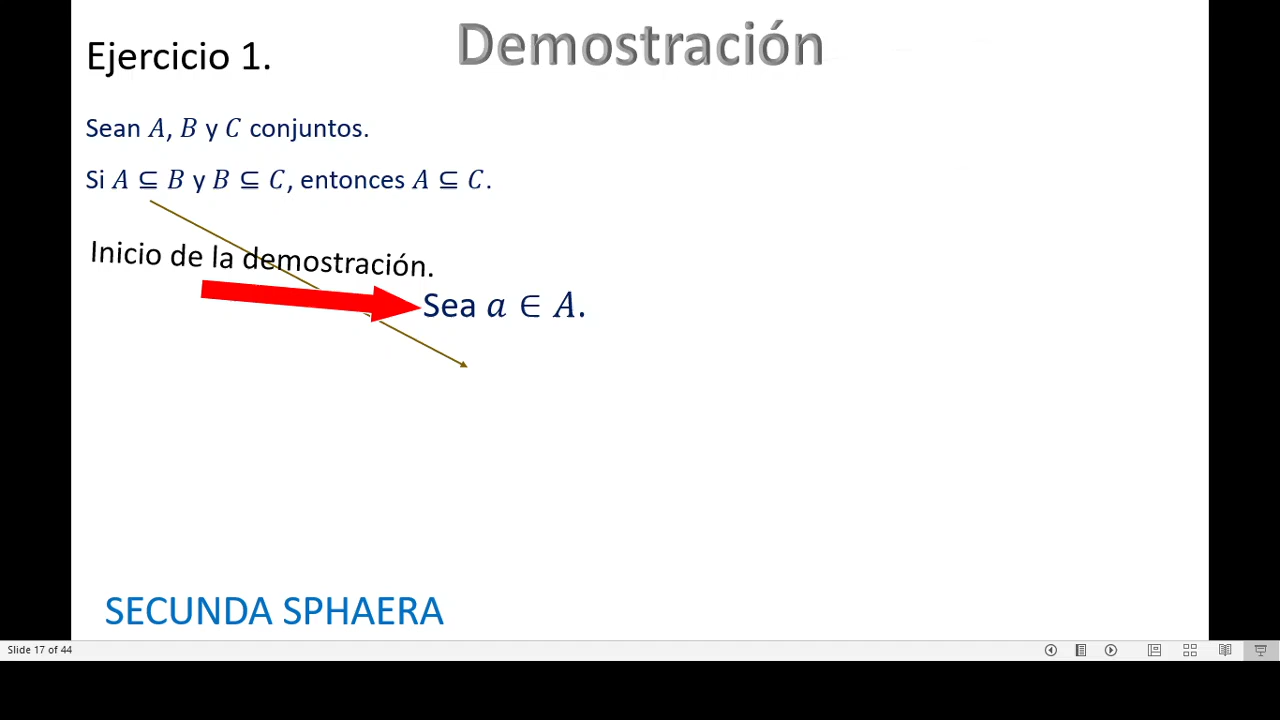 Demostración
Ejercicio 1.
Sean A, B y C conjuntos.
Si A ⊆ B y B ⊆ C, entonces A ⊆ C.
Inicio de la demostración.
Sea a ∈ A.
SECUNDA SPHAERA
Slide 17 of 44